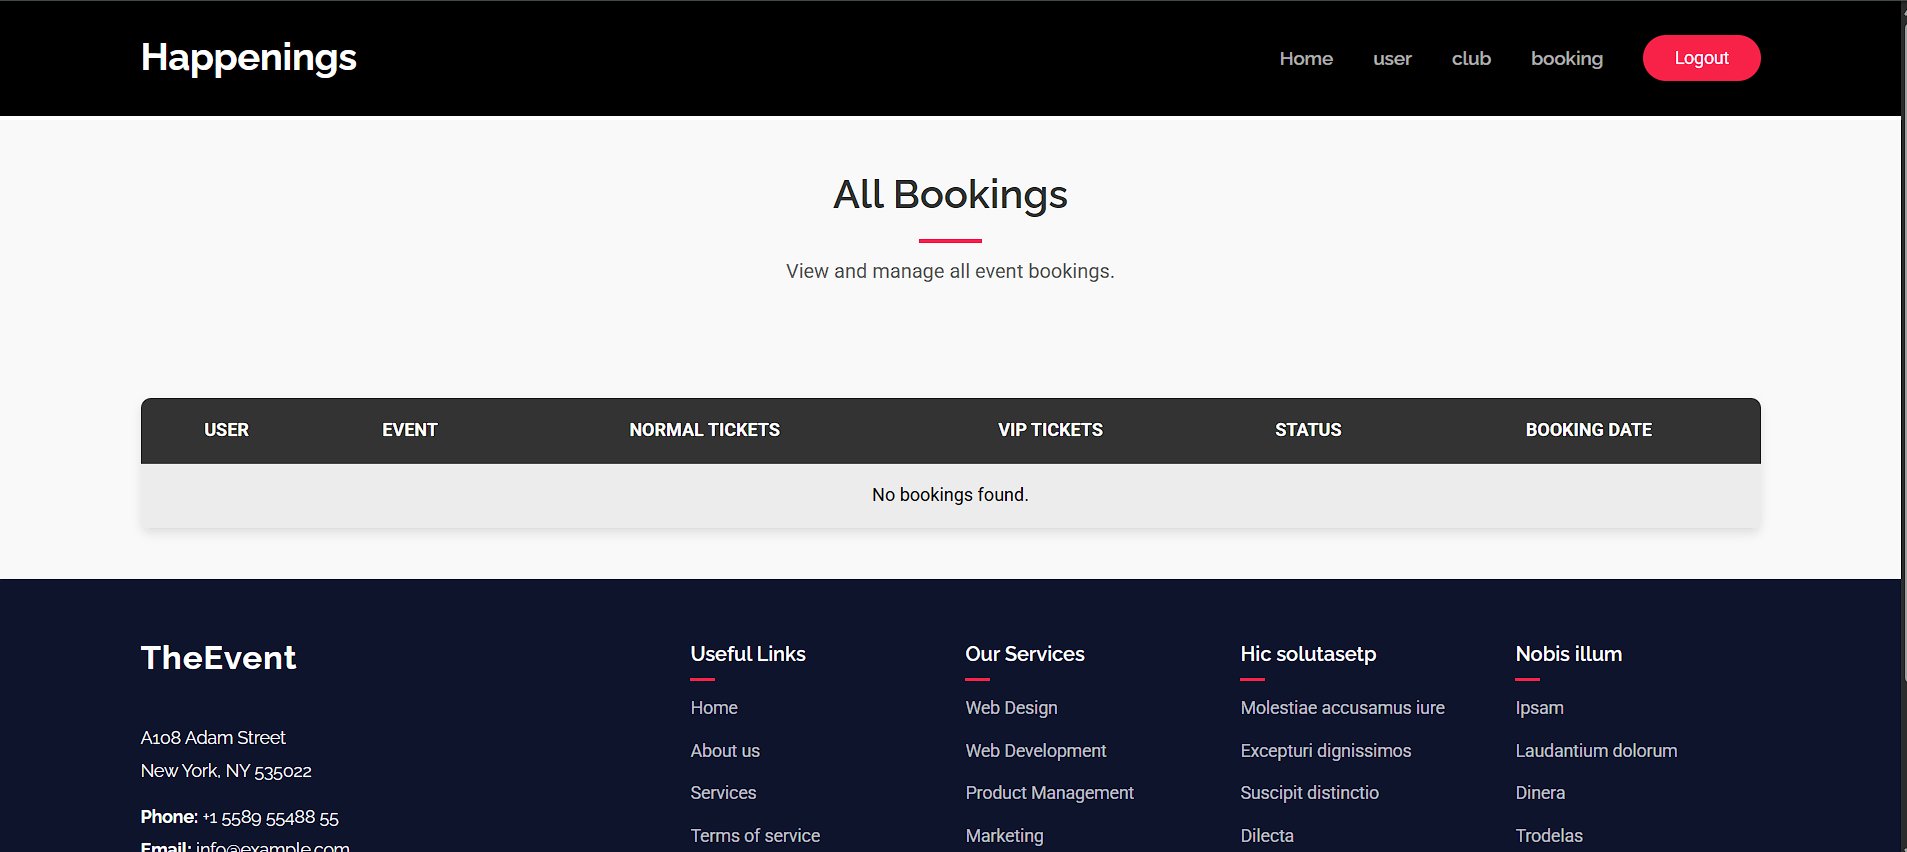 Happenings
Home user club booking Logout
All Bookings
View and manage all event bookings.
USER EVENT NORMAL TICKETS VIP TICKETS STATUS BOOKING DATE
No bookings found.
TheEvent
A108 Adam Street
New York, NY 535022
Phone: +1 5589 55488 55
Email: info@example.com
Useful Links
Home
About us
Services
Terms of service
Our Services
Web Design
Web Development
Product Management
Marketing
Hic solutasetp
Molestiae accusamus iure
Excepturi dignissimos
Suscipit distinctio
Dilecta
Nobis illum
Ipsam
Laudantium dolorum
Dinera
Trodelas